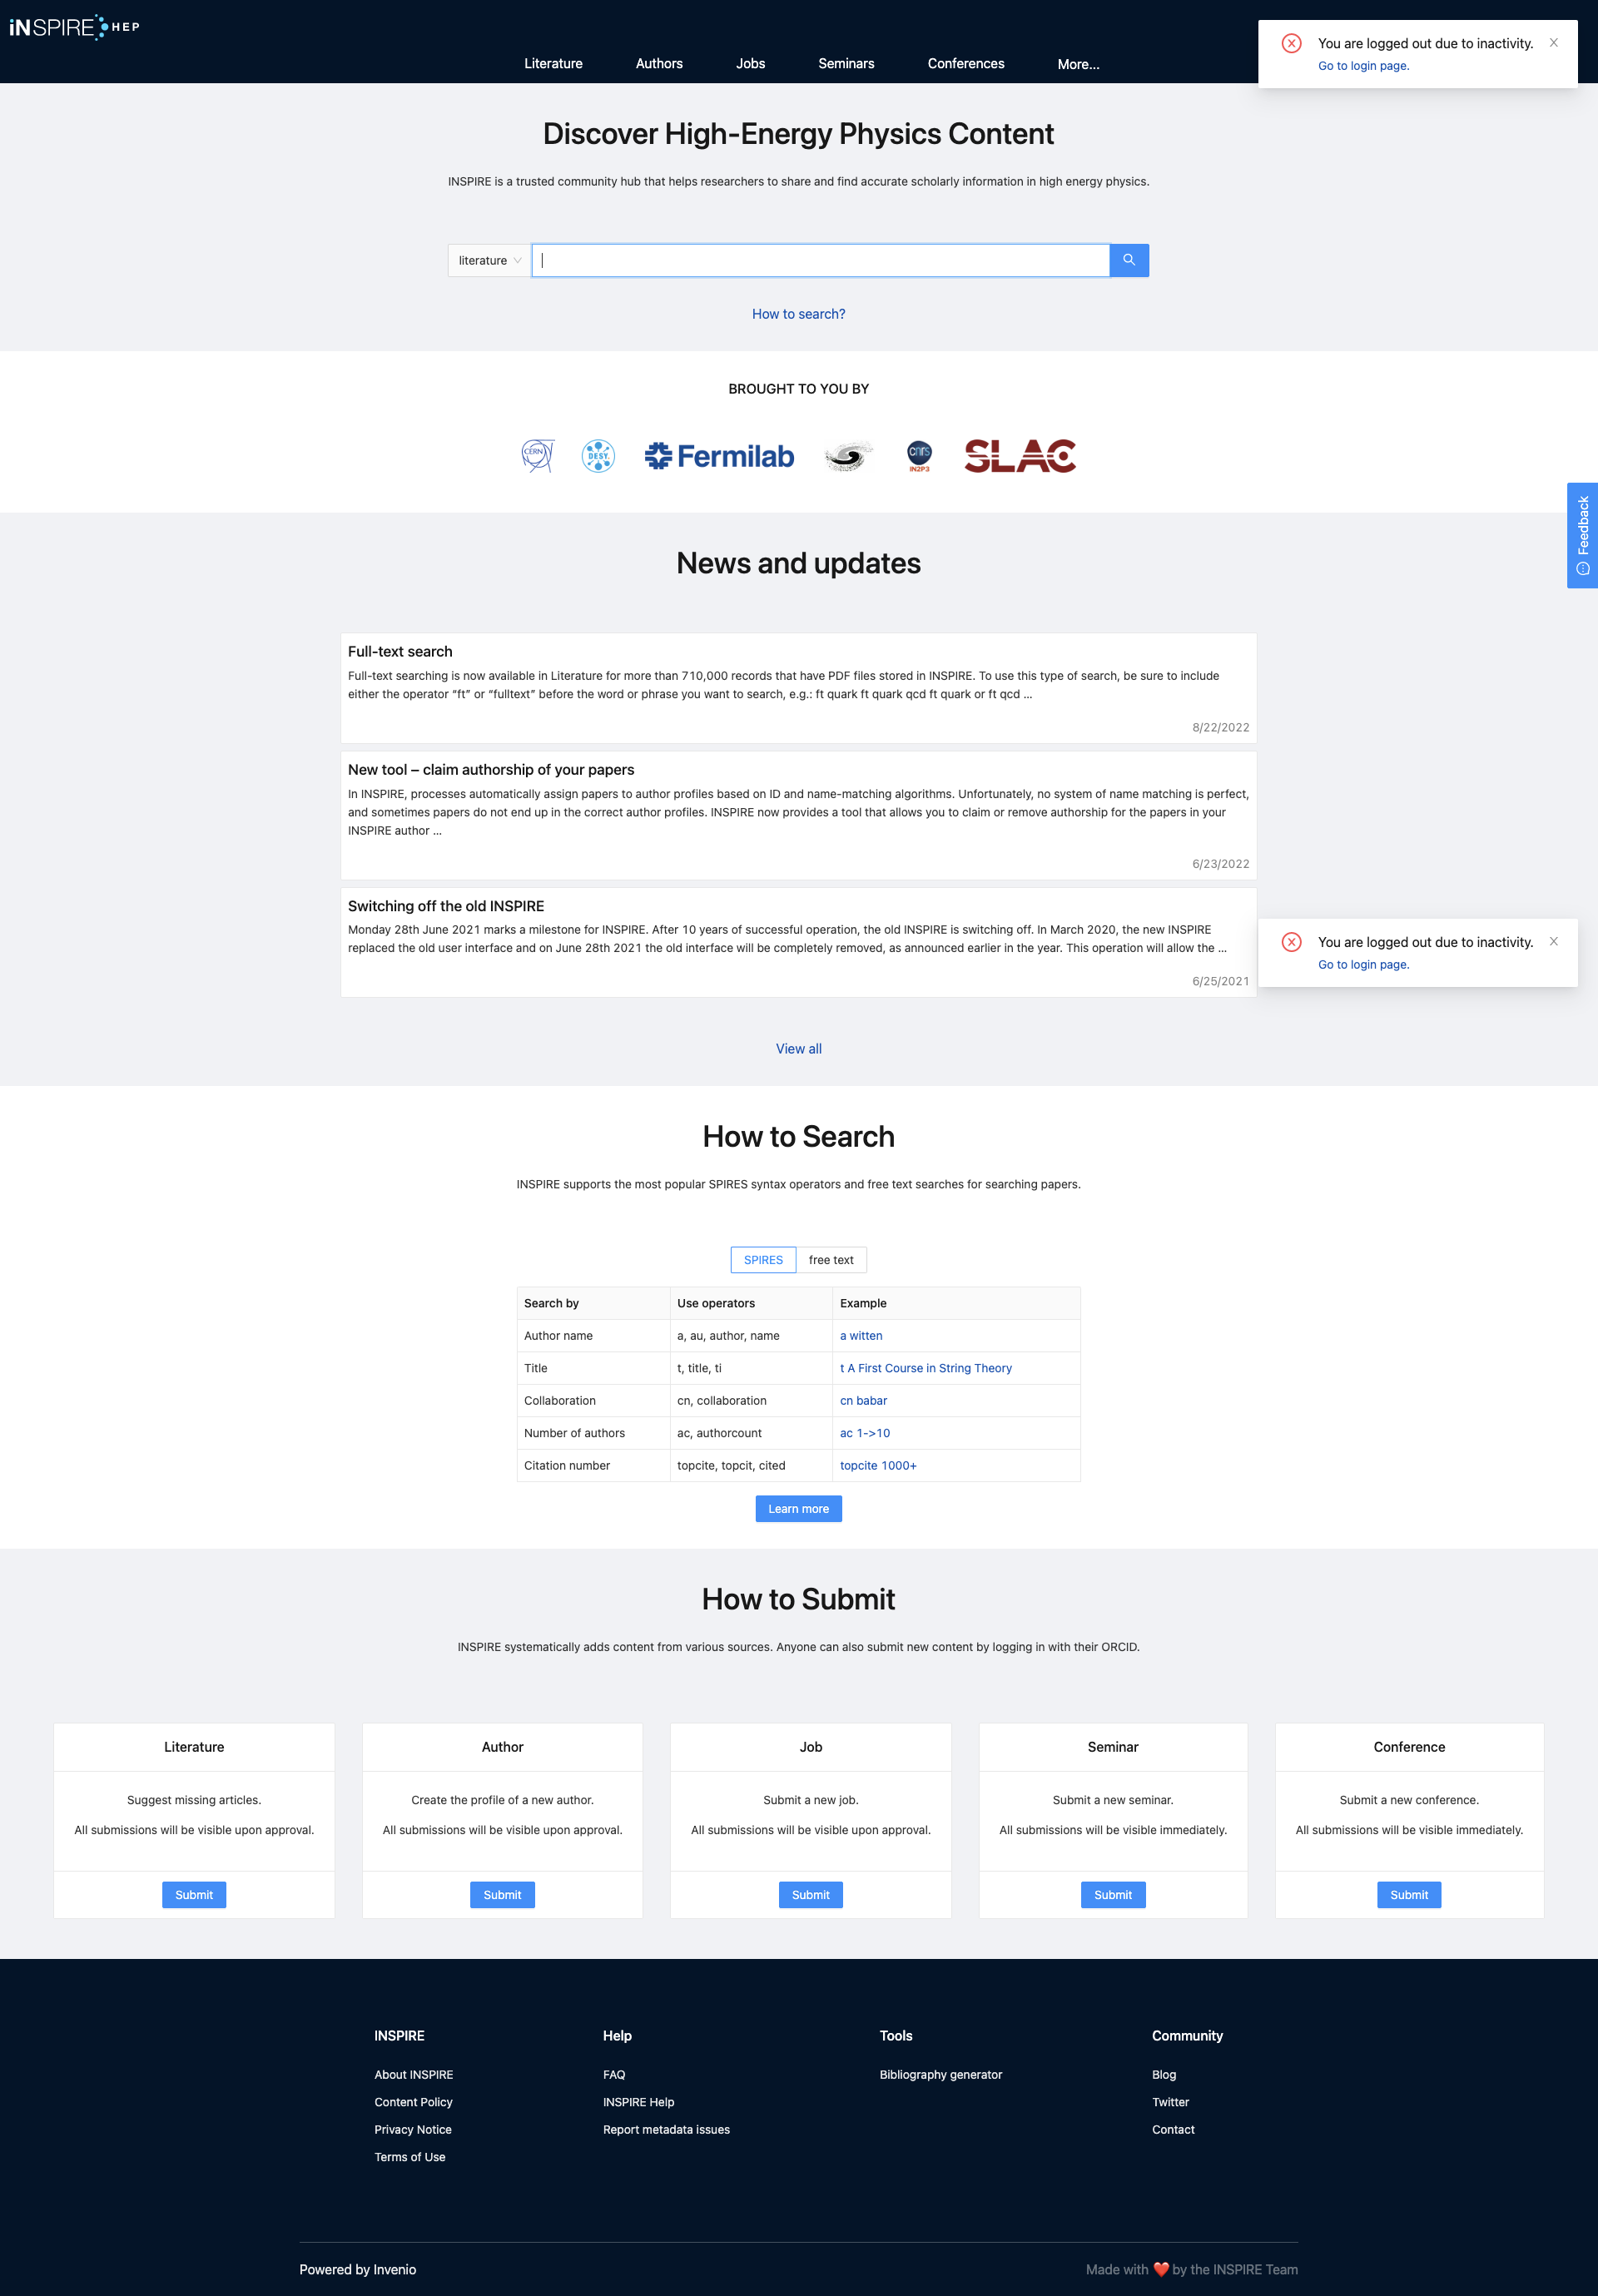 iNSPIRE HEP
Literature
Authors
Jobs
Seminars
Conferences
More...
You are logged out due to inactivity.
Go to login page.
Discover High-Energy Physics Content
INSPIRE is a trusted community hub that helps researchers to share and find accurate scholarly information in high energy physics.
literature
How to search?
BROUGHT TO YOU BY
CERN
DESY.
Fermilab
cnrs
IN2P3
SLAC
Feedback
News and updates
Full-text search
Full-text searching is now available in Literature for more than 710,000 records that have PDF files stored in INSPIRE. To use this type of search, be sure to include
either the operator “ft” or “fulltext” before the word or phrase you want to search, e.g.: ft quark ft quark qcd ft quark or ft qcd ...
8/22/2022
New tool – claim authorship of your papers
In INSPIRE, processes automatically assign papers to author profiles based on ID and name-matching algorithms. Unfortunately, no system of name matching is perfect,
and sometimes papers do not end up in the correct author profiles. INSPIRE now provides a tool that allows you to claim or remove authorship for the papers in your
INSPIRE author ...
6/23/2022
Switching off the old INSPIRE
Monday 28th June 2021 marks a milestone for INSPIRE. After 10 years of successful operation, the old INSPIRE is switching off. In March 2020, the new INSPIRE
replaced the old user interface and on June 28th 2021 the old interface will be completely removed, as announced earlier in the year. This operation will allow the ...
6/25/2021
You are logged out due to inactivity.
Go to login page.
View all
How to Search
INSPIRE supports the most popular SPIRES syntax operators and free text searches for searching papers.
SPIRES
free text
Search by
Use operators
Example
Author name
a, au, author, name
a witten
Title
t, title, ti
t A First Course in String Theory
Collaboration
cn, collaboration
cn babar
Number of authors
ac, authorcount
ac 1->10
Citation number
topcite, topcit, cited
topcite 1000+
Learn more
How to Submit
INSPIRE systematically adds content from various sources. Anyone can also submit new content by logging in with their ORCID.
Literature
Suggest missing articles.
All submissions will be visible upon approval.
Submit
Author
Create the profile of a new author.
All submissions will be visible upon approval.
Submit
Job
Submit a new job.
All submissions will be visible upon approval.
Submit
Seminar
Submit a new seminar.
All submissions will be visible immediately.
Submit
Conference
Submit a new conference.
All submissions will be visible immediately.
Submit
INSPIRE
About INSPIRE
Content Policy
Privacy Notice
Terms of Use
Help
FAQ
INSPIRE Help
Report metadata issues
Tools
Bibliography generator
Community
Blog
Twitter
Contact
Powered by Invenio
Made with ❤️ by the INSPIRE Team